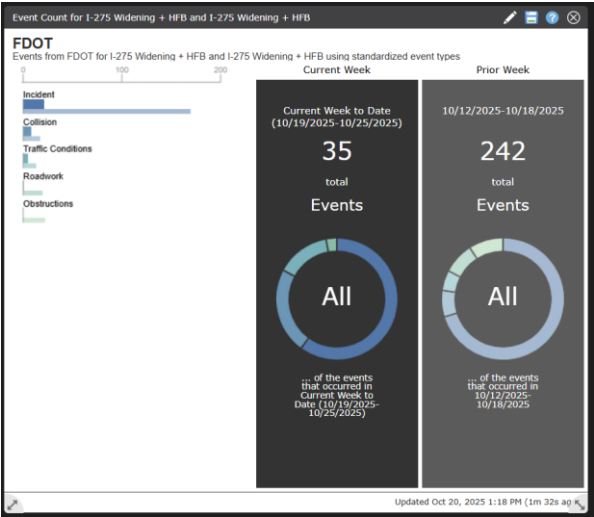 Event Count for I-275 Widening + HFB and I-275 Widening + HFB
FDOT
Events from FDOT for I-275 Widening + HFB and I-275 Widening + HFB using standardized event types
0 100 200
Incident
Collision
Traffic Conditions
Roadwork
Obstructions
Current Week
Current Week to Date
(10/19/2025-10/25/2025)
35
total
Events
All
... of the events
that occurred in
Current Week to
Date (10/19/2025-
10/25/2025)
Prior Week
10/12/2025-10/18/2025
242
total
Events
All
... of the events
that occurred in
10/12/2025-
10/18/2025
Updated Oct 20, 2025 1:18 PM (1m 32s ag